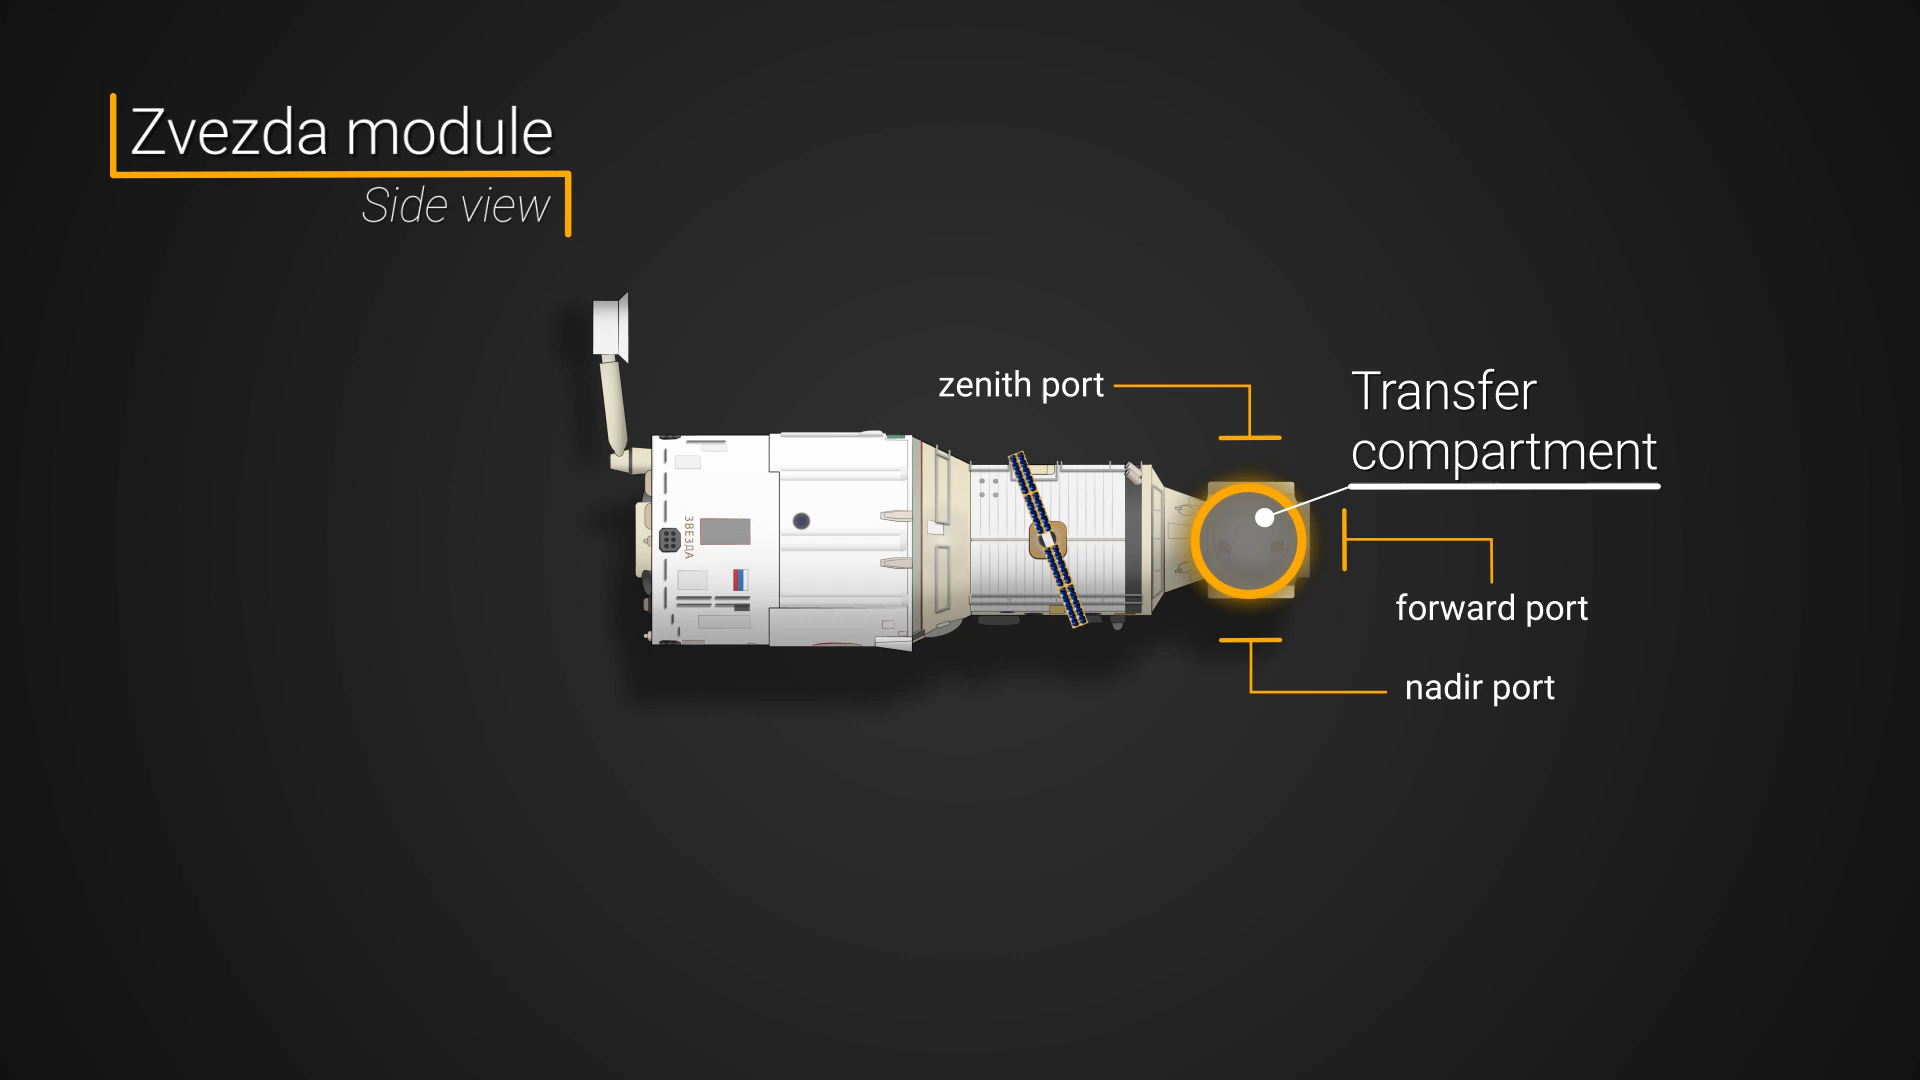 Zvezda module
Side view
zenith port
Transfer
compartment
ЗВЕЗДА
forward port
nadir port